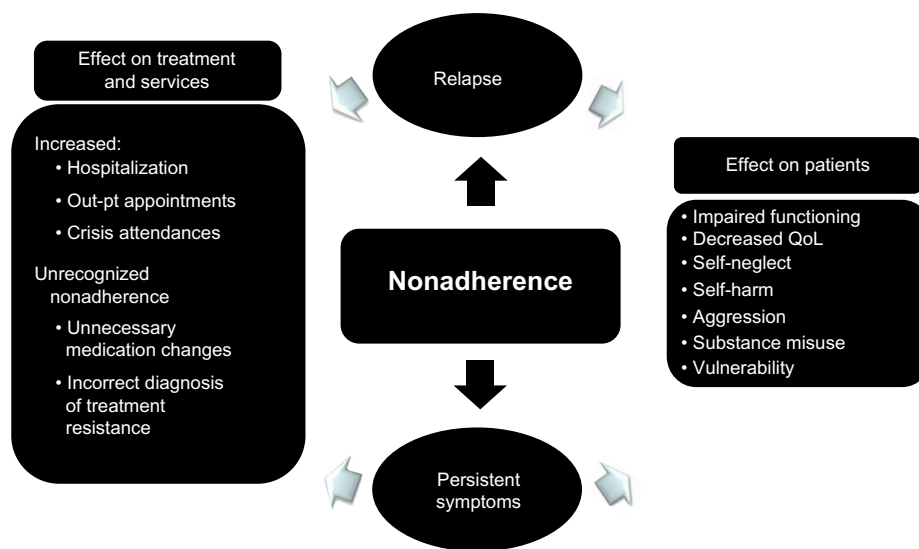 Effect on treatment
and services
Increased:
• Hospitalization
• Out-pt appointments
• Crisis attendances
Unrecognized
nonadherence
• Unnecessary
medication changes
• Incorrect diagnosis
of treatment
resistance
Relapse
Nonadherence
Persistent
symptoms
Effect on patients
• Impaired functioning
• Decreased QoL
• Self-neglect
• Self-harm
• Aggression
• Substance misuse
• Vulnerability